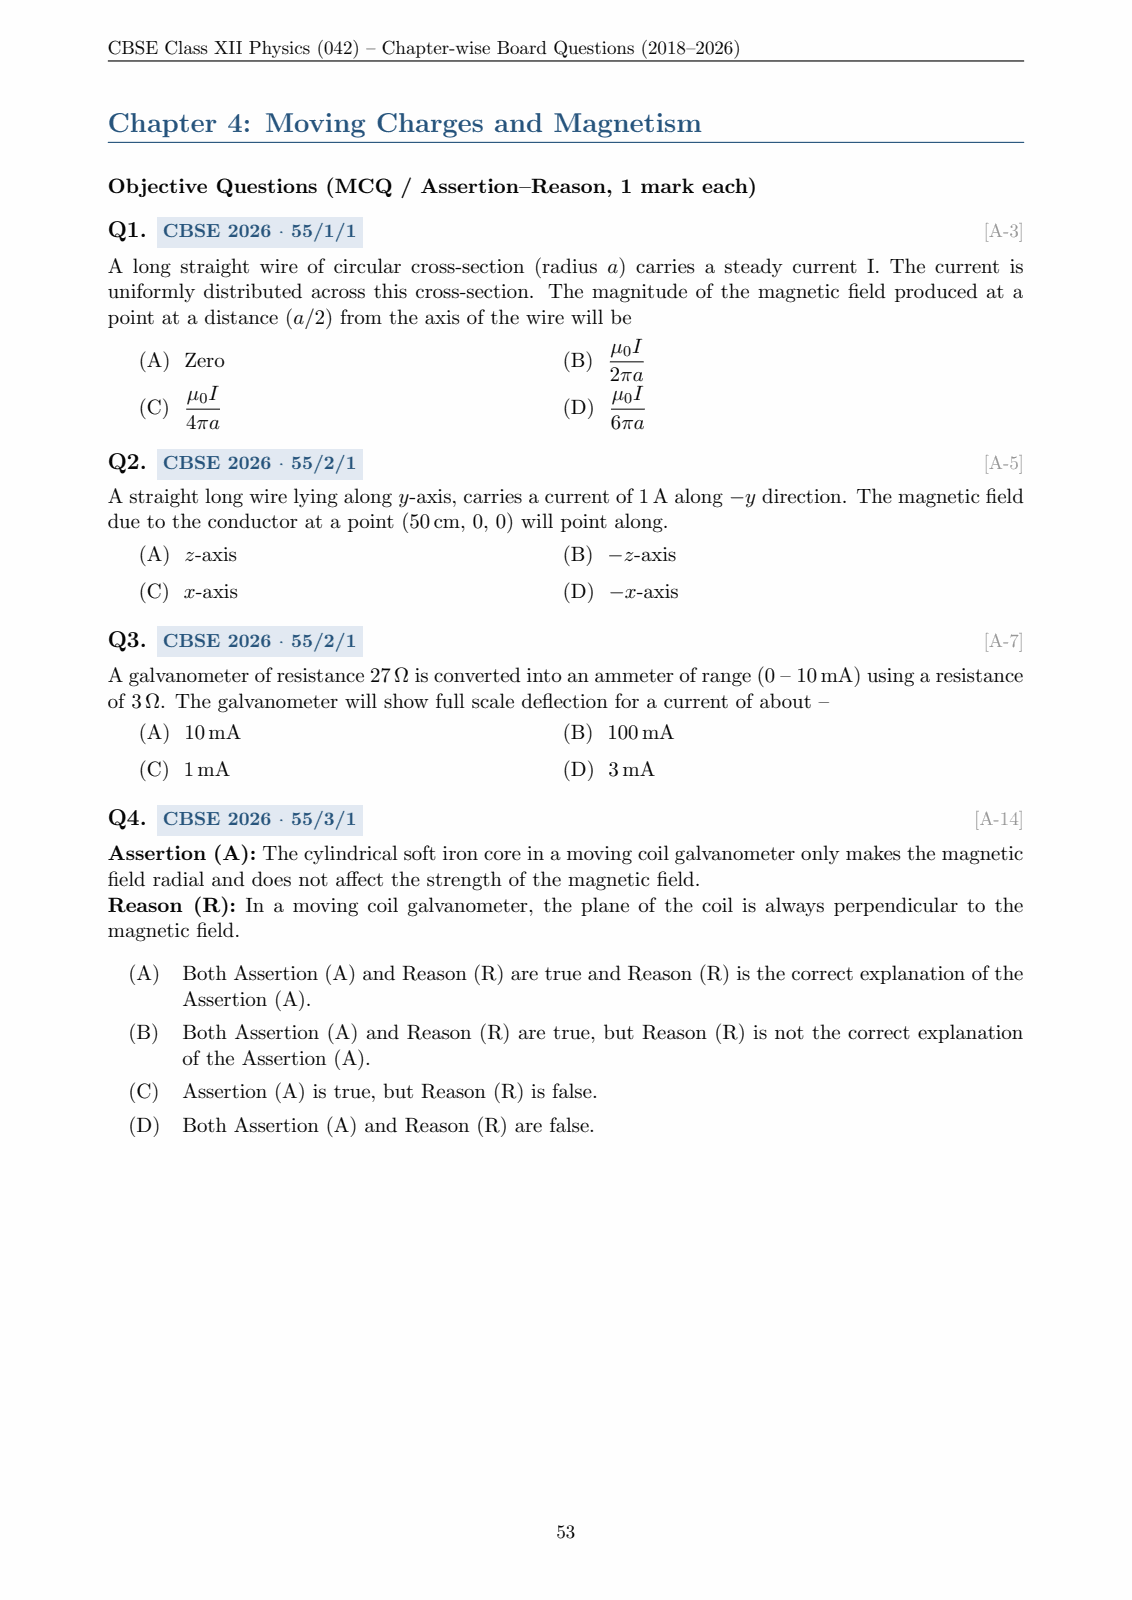 CBSE Class XII Physics (042) – Chapter-wise Board Questions (2018–2026)
Chapter 4: Moving Charges and Magnetism
Objective Questions (MCQ / Assertion–Reason, 1 mark each)
Q1. CBSE 2026 · 55/1/1 [A-3]
A long straight wire of circular cross-section (radius a) carries a steady current I. The current is
uniformly distributed across this cross-section. The magnitude of the magnetic field produced at a
point at a distance (a/2) from the axis of the wire will be
(A) Zero (B) μ₀I/2πa
(C) μ₀I/4πa (D) μ₀I/6πa
Q2. CBSE 2026 · 55/2/1 [A-5]
A straight long wire lying along y-axis, carries a current of 1 A along −y direction. The magnetic field
due to the conductor at a point (50 cm, 0, 0) will point along.
(A) z-axis (B) −z-axis
(C) x-axis (D) −x-axis
Q3. CBSE 2026 · 55/2/1 [A-7]
A galvanometer of resistance 27 Ω is converted into an ammeter of range (0 – 10 mA) using a resistance
of 3 Ω. The galvanometer will show full scale deflection for a current of about –
(A) 10 mA (B) 100 mA
(C) 1 mA (D) 3 mA
Q4. CBSE 2026 · 55/3/1 [A-14]
Assertion (A): The cylindrical soft iron core in a moving coil galvanometer only makes the magnetic
field radial and does not affect the strength of the magnetic field.
Reason (R): In a moving coil galvanometer, the plane of the coil is always perpendicular to the
magnetic field.
(A) Both Assertion (A) and Reason (R) are true and Reason (R) is the correct explanation of the
Assertion (A).
(B) Both Assertion (A) and Reason (R) are true, but Reason (R) is not the correct explanation
of the Assertion (A).
(C) Assertion (A) is true, but Reason (R) is false.
(D) Both Assertion (A) and Reason (R) are false.
53